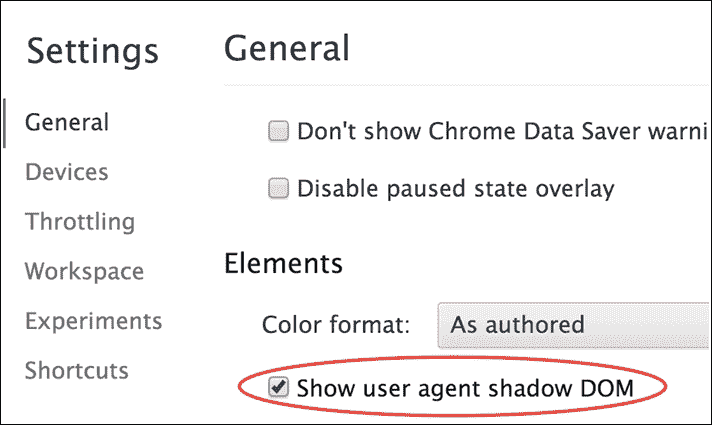 Settings
General
Devices
Throttling
Workspace
Experiments
Shortcuts
General
Don't show Chrome Data Saver warni
Disable paused state overlay
Elements
Color format: As authored
Show user agent shadow DOM